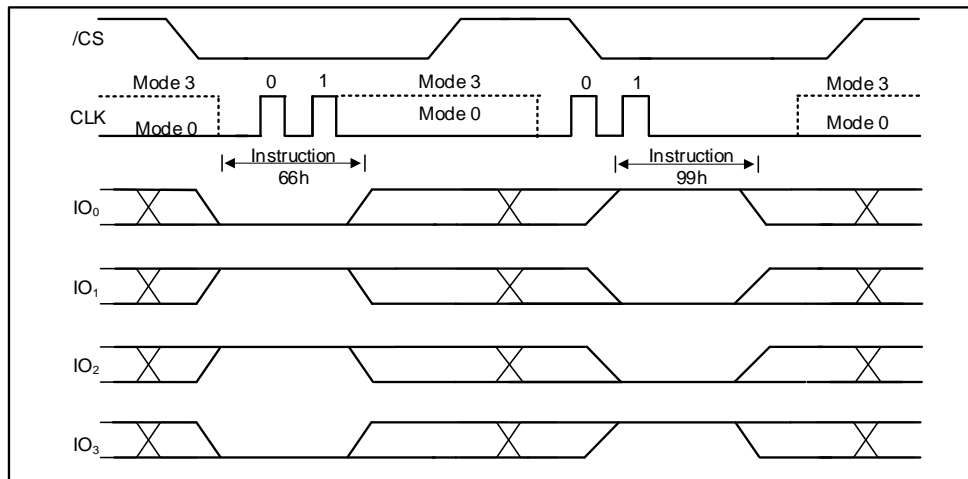 /CS
Mode 3 0 1 Mode 3 0 1 Mode 3
CLK
Mode 0 Mode 0 Mode 0
Instruction Instruction
66h 99h
IO₀
IO₁
IO₂
IO₃